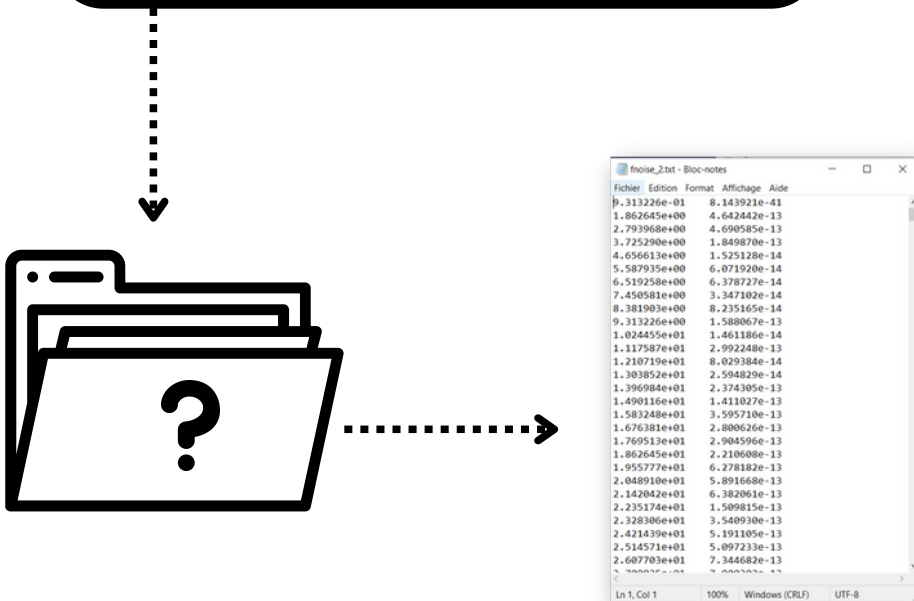 ?
fnoise_2.txt - Bloc-notes
Fichier Edition Format Affichage Aide
9.313226e-01 8.143921e-41
1.862645e+00 4.642442e-13
2.793968e+00 4.690585e-13
3.725290e+00 1.849870e-13
4.656613e+00 1.525128e-14
5.587935e+00 6.071920e-14
6.519258e+00 6.378727e-14
7.450581e+00 3.347102e-14
8.381903e+00 8.235165e-14
9.313226e+00 1.588067e-13
1.024455e+01 1.461186e-14
1.117587e+01 2.992248e-13
1.210719e+01 8.029384e-14
1.303852e+01 2.594829e-14
1.396984e+01 2.374305e-13
1.490116e+01 1.411027e-13
1.583248e+01 3.595710e-13
1.676381e+01 2.800626e-13
1.769513e+01 2.904596e-13
1.862645e+01 2.210608e-13
1.955777e+01 6.278182e-13
2.048910e+01 5.891668e-13
2.142042e+01 6.382061e-13
2.235174e+01 1.509815e-13
2.328306e+01 3.540930e-13
2.421439e+01 5.191105e-13
2.514571e+01 5.097233e-13
2.607703e+01 7.344682e-13
Ln 1, Col 1 100% Windows (CRLF) UTF-8